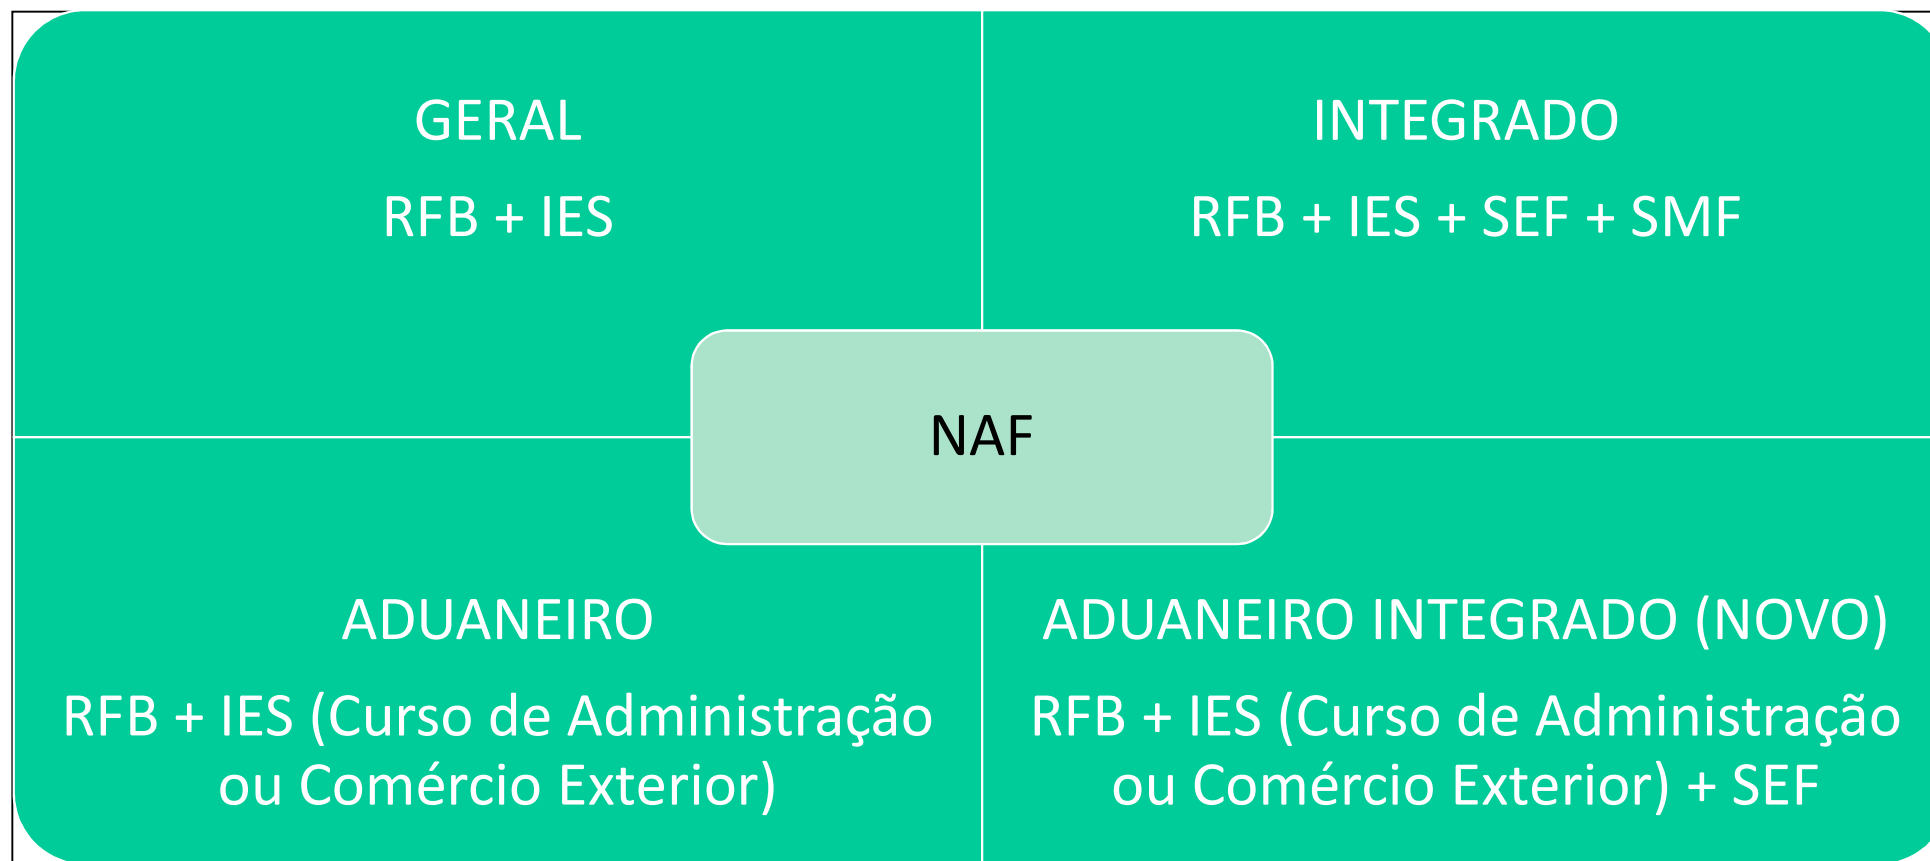 GERAL
RFB + IES
INTEGRADO
RFB + IES + SEF + SMF
NAF
ADUANEIRO
RFB + IES (Curso de Administração
ou Comércio Exterior)
ADUANEIRO INTEGRADO (NOVO)
RFB + IES (Curso de Administração
ou Comércio Exterior) + SEF